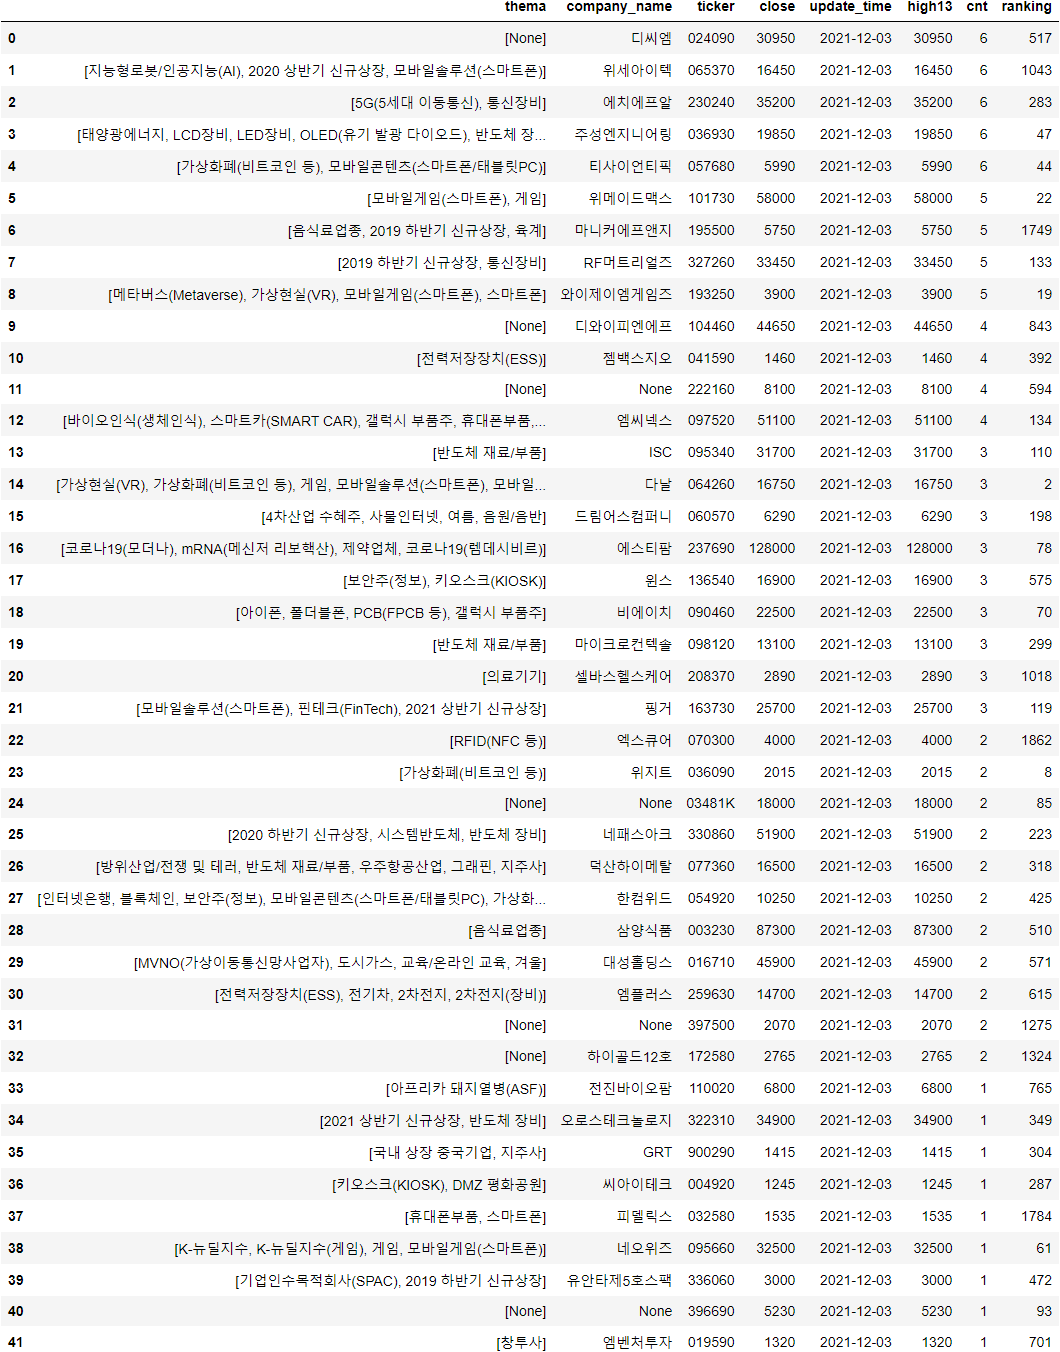 thema company_name ticker close update_time high13 cnt ranking
0 [None] 디씨엠 024090 30950 2021-12-03 30950 6 517
1 [지능형로봇/인공지능(AI), 2020 상반기 신규상장, 모바일솔루션(스마트폰)] 위세아이텍 065370 16450 2021-12-03 16450 6 1043
2 [5G(5세대 이동통신), 통신장비] 에치에프알 230240 35200 2021-12-03 35200 6 283
3 [태양광에너지, LCD장비, LED장비, OLED(유기 발광 다이오드), 반도체 장... 주성엔지니어링 036930 19850 2021-12-03 19850 6 47
4 [가상화폐(비트코인 등), 모바일콘텐츠(스마트폰/태블릿PC)] 티사이언티픽 057680 5990 2021-12-03 5990 6 44
5 [모바일게임(스마트폰), 게임] 위메이드맥스 101730 58000 2021-12-03 58000 5 22
6 [음식료업종, 2019 하반기 신규상장, 육계] 마니커에프앤지 195500 5750 2021-12-03 5750 5 1749
7 [2019 하반기 신규상장, 통신장비] RF머트리얼즈 327260 33450 2021-12-03 33450 5 133
8 [메타버스(Metaverse), 가상현실(VR), 모바일게임(스마트폰), 스마트폰] 와이제이엠게임즈 193250 3900 2021-12-03 3900 5 19
9 [None] 디와이피엔에프 104460 44650 2021-12-03 44650 4 843
10 [전력저장장치(ESS)] 젬백스지오 041590 1460 2021-12-03 1460 4 392
11 [None] None 222160 8100 2021-12-03 8100 4 594
12 [바이오인식(생체인식), 스마트카(SMART CAR), 갤럭시 부품주, 휴대폰부품,... 엠씨넥스 097520 51100 2021-12-03 51100 4 134
13 [반도체 재료/부품] ISC 095340 31700 2021-12-03 31700 3 110
14 [가상현실(VR), 가상화폐(비트코인 등), 게임, 모바일솔루션(스마트폰), 모바일... 다날 064260 16750 2021-12-03 16750 3 2
15 [4차산업 수혜주, 사물인터넷, 여름, 음원/음반] 드림어스컴퍼니 060570 6290 2021-12-03 6290 3 198
16 [코로나19(모더나), mRNA(메신저 리보핵산), 제약업체, 코로나19(렘데시비르)] 에스티팜 237690 128000 2021-12-03 128000 3 78
17 [보안주(정보), 키오스크(KIOSK)] 윈스 136540 16900 2021-12-03 16900 3 575
18 [아이폰, 폴더블폰, PCB(FPCB 등), 갤럭시 부품주] 비에이치 090460 22500 2021-12-03 22500 3 70
19 [반도체 재료/부품] 마이크로컨텍솔 098120 13100 2021-12-03 13100 3 299
20 [의료기기] 셀바스헬스케어 208370 2890 2021-12-03 2890 3 1018
21 [모바일솔루션(스마트폰), 핀테크(FinTech), 2021 상반기 신규상장] 핑거 163730 25700 2021-12-03 25700 3 119
22 [RFID(NFC 등)] 엑스큐어 070300 4000 2021-12-03 4000 2 1862
23 [가상화폐(비트코인 등)] 위지트 036090 2015 2021-12-03 2015 2 8
24 [None] None 03481K 18000 2021-12-03 18000 2 85
25 [2020 하반기 신규상장, 시스템반도체, 반도체 장비] 네패스아크 330860 51900 2021-12-03 51900 2 223
26 [방위산업/전쟁 및 테러, 반도체 재료/부품, 우주항공산업, 그래핀, 지주사] 덕산하이메탈 077360 16500 2021-12-03 16500 2 318
27 [인터넷은행, 블록체인, 보안주(정보), 모바일콘텐츠(스마트폰/태블릿PC), 가상화... 한컴위드 054920 10250 2021-12-03 10250 2 425
28 [음식료업종] 삼양식품 003230 87300 2021-12-03 87300 2 510
29 [MVNO(가상이동통신망사업자), 도시가스, 교육/온라인 교육, 겨울] 대성홀딩스 016710 45900 2021-12-03 45900 2 571
30 [전력저장장치(ESS), 전기차, 2차전지, 2차전지(장비)] 엠플러스 259630 14700 2021-12-03 14700 2 615
31 [None] None 397500 2070 2021-12-03 2070 2 1275
32 [None] 하이골드12호 172580 2765 2021-12-03 2765 2 1324
33 [아프리카 돼지열병(ASF)] 전진바이오팜 110020 6800 2021-12-03 6800 1 765
34 [2021 상반기 신규상장, 반도체 장비] 오로스테크놀로지 322310 34900 2021-12-03 34900 1 349
35 [국내 상장 중국기업, 지주사] GRT 900290 1415 2021-12-03 1415 1 304
36 [키오스크(KIOSK), DMZ 평화공원] 씨아이테크 004920 1245 2021-12-03 1245 1 287
37 [휴대폰부품, 스마트폰] 피델릭스 032580 1535 2021-12-03 1535 1 1784
38 [K-뉴딜지수, K-뉴딜지수(게임), 게임, 모바일게임(스마트폰)] 네오위즈 095660 32500 2021-12-03 32500 1 61
39 [기업인수목적회사(SPAC), 2019 하반기 신규상장] 유안타제5호스팩 336060 3000 2021-12-03 3000 1 472
40 [None] None 396690 5230 2021-12-03 5230 1 93
41 [창투사] 엠벤처투자 019590 1320 2021-12-03 1320 1 701